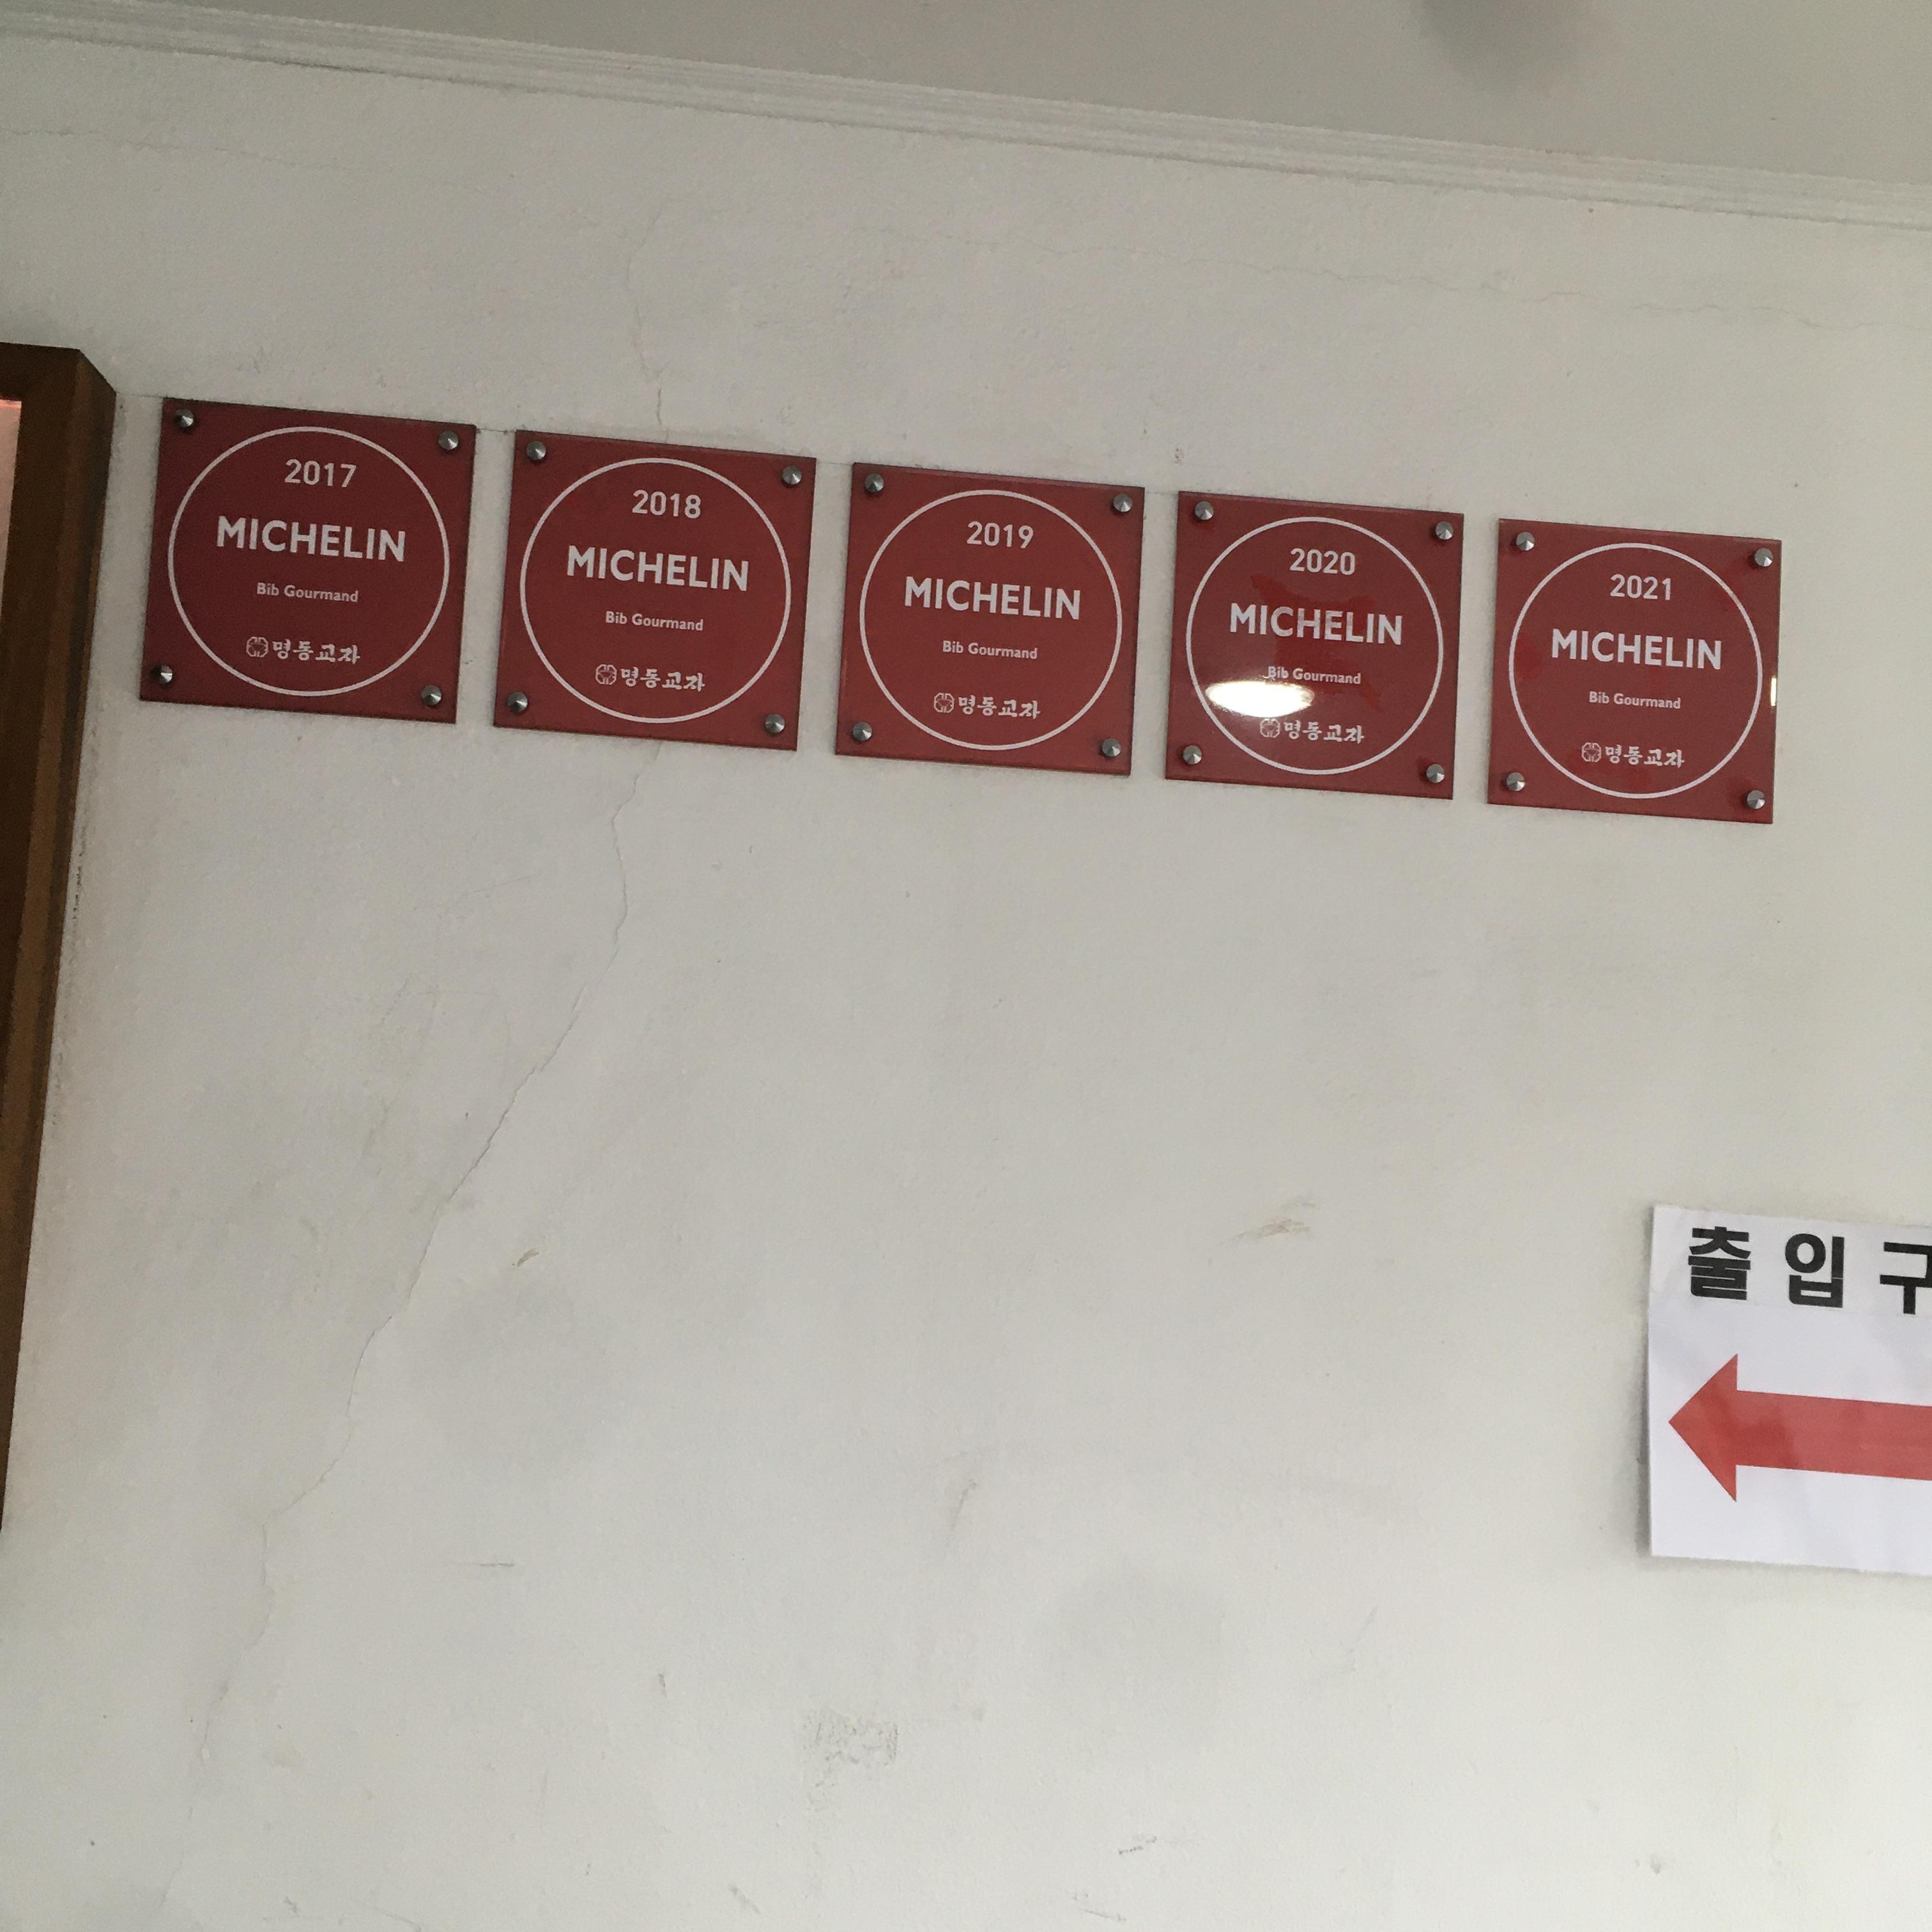 2017
MICHELIN
Bib Gourmand
명동교자
2018
MICHELIN
Bib Gourmand
명동교자
2019
MICHELIN
Bib Gourmand
명동교자
2020
MICHELIN
Bib Gourmand
명동교자
2021
MICHELIN
Bib Gourmand
명동교자
출입구